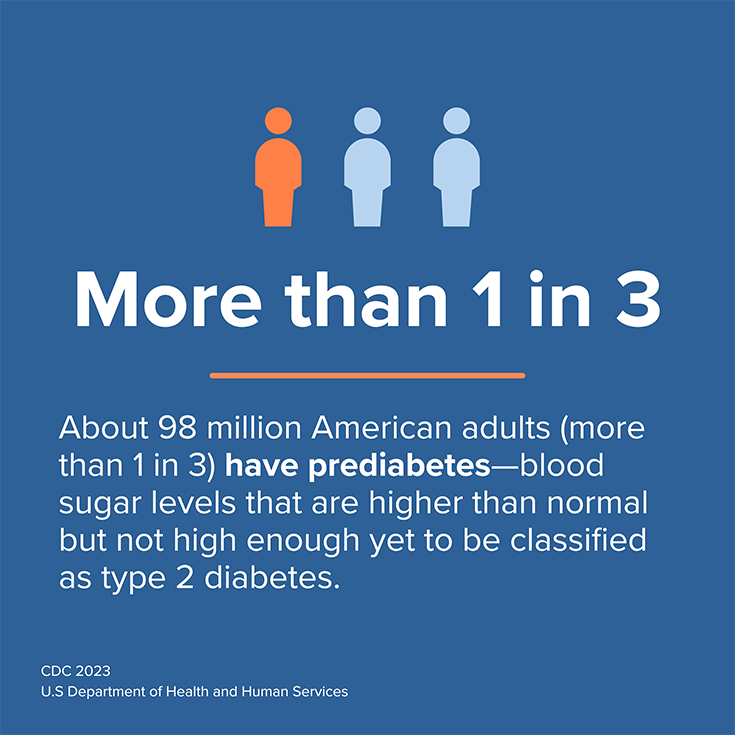 More than 1 in 3
About 98 million American adults (more
than 1 in 3) have prediabetes—blood
sugar levels that are higher than normal
but not high enough yet to be classified
as type 2 diabetes.
CDC 2023
U.S Department of Health and Human Services